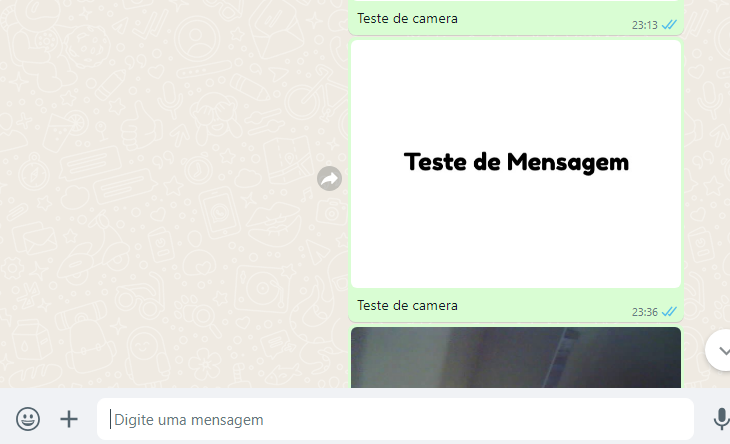 Teste de camera
23:13
Teste de Mensagem
Teste de camera
23:36
Digite uma mensagem